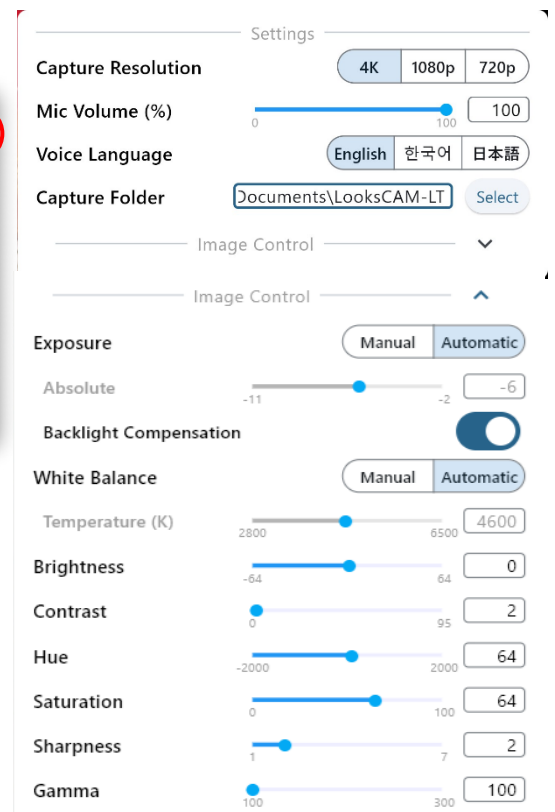 Settings
Capture Resolution 4K 1080p 720p
Mic Volume (%) 0 100 100
Voice Language English 한국어 日本語
Capture Folder Documents\LooksCAM-LT Select
Image Control
Image Control
Exposure Manual Automatic
Absolute -11 -2 -6
Backlight Compensation
White Balance Manual Automatic
Temperature (K) 2800 6500 4600
Brightness -64 64 0
Contrast 0 95 2
Hue -2000 2000 64
Saturation 0 100 64
Sharpness 1 7 2
Gamma 100 300 100